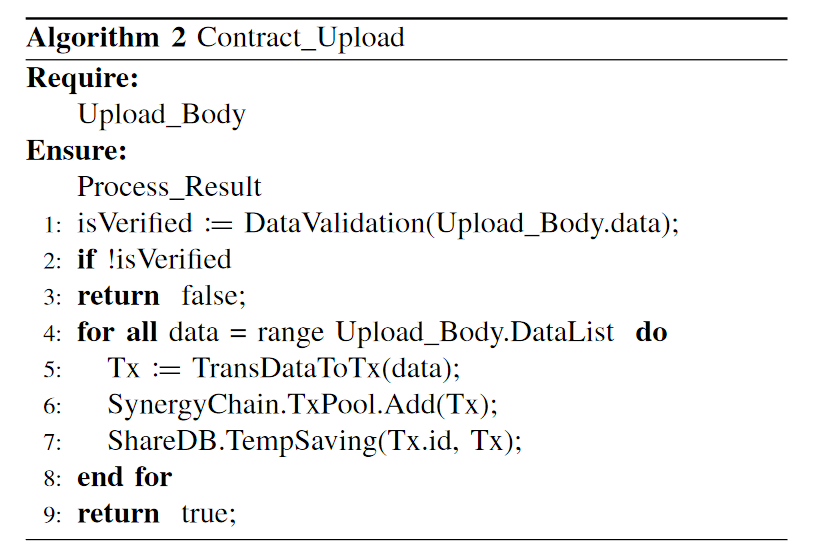 Algorithm 2 Contract_Upload
Require:
Upload_Body
Ensure:
Process_Result
1: isVerified := DataValidation(Upload_Body.data);
2: if !isVerified
3: return false;
4: for all data = range Upload_Body.DataList do
5: Tx := TransDataToTx(data);
6: SynergyChain.TxPool.Add(Tx);
7: ShareDB.TempSaving(Tx.id, Tx);
8: end for
9: return true;